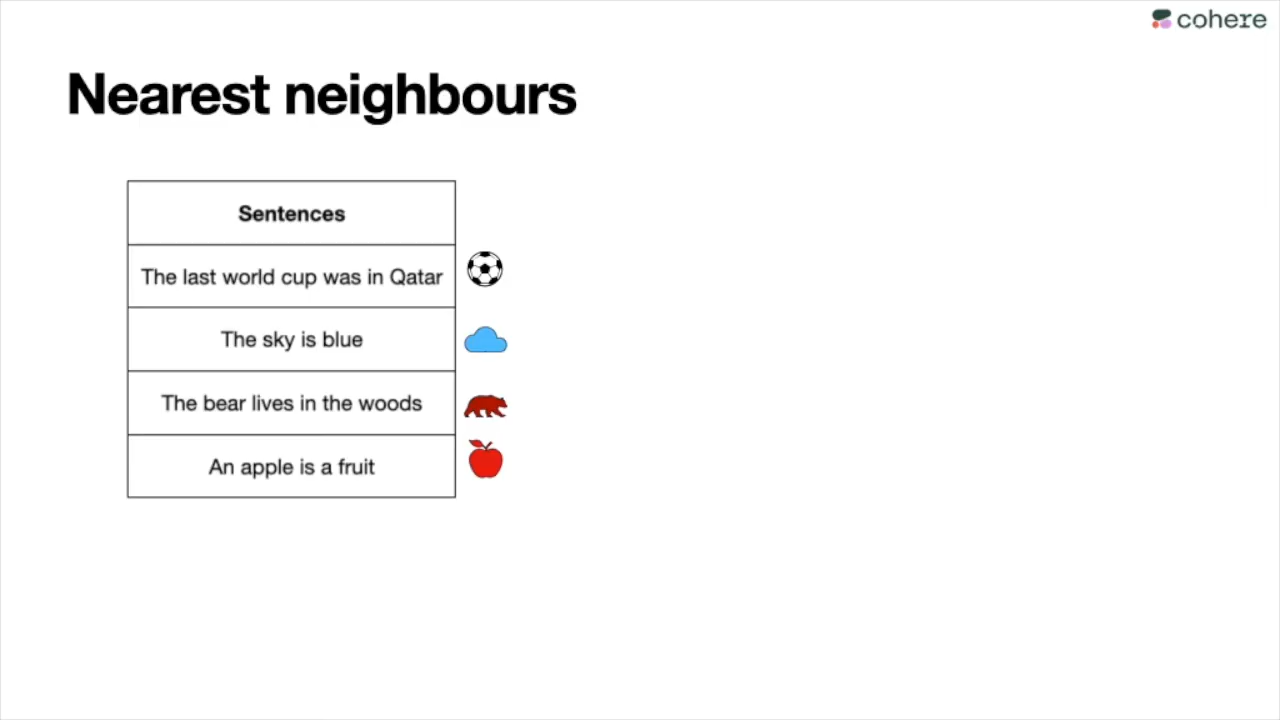 cohere
Nearest neighbours
Sentences
The last world cup was in Qatar
The sky is blue
The bear lives in the woods
An apple is a fruit